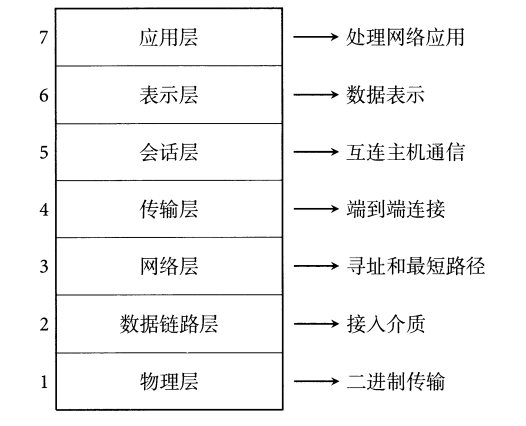 7 应用层 处理网络应用
6 表示层 数据表示
5 会话层 互连主机通信
4 传输层 端到端连接
3 网络层 寻址和最短路径
2 数据链路层 接入介质
1 物理层 二进制传输